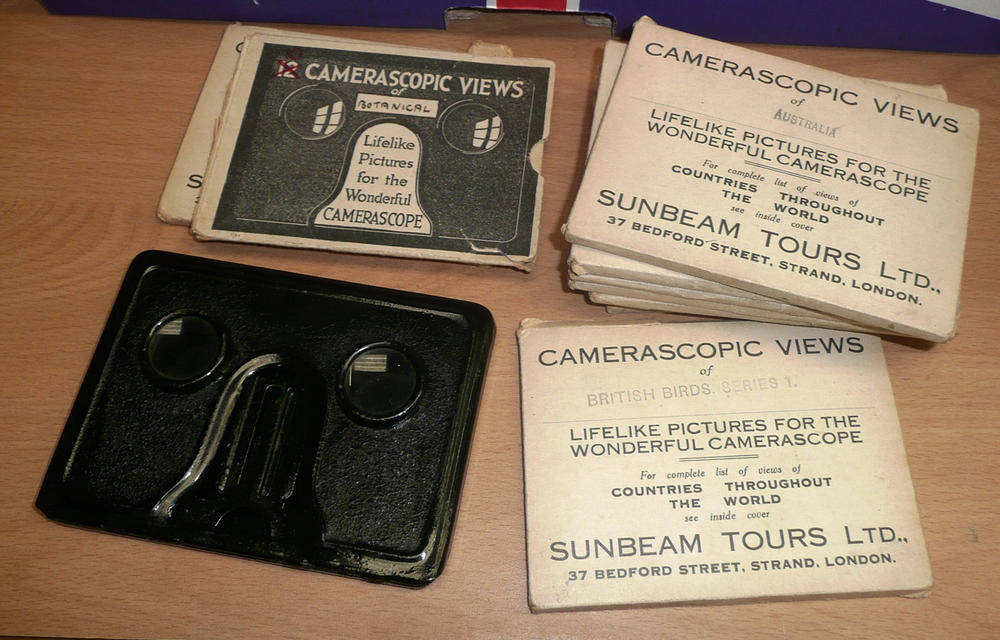 12 CAMERASCOPIC VIEWS
of
BOTANICAL
Lifelike
Pictures
for the
Wonderful
CAMERASCOPE
S
CAMERASCOPIC VIEWS
of
AUSTRALIA
LIFELIKE PICTURES FOR THE
WONDERFUL CAMERASCOPE
For complete list of views of
COUNTRIES THROUGHOUT
THE WORLD
see inside cover
SUNBEAM TOURS LTD.,
37 BEDFORD STREET, STRAND, LONDON.
CAMERASCOPIC VIEWS
of
BRITISH BIRDS. SERIES 1.
LIFELIKE PICTURES FOR THE
WONDERFUL CAMERASCOPE
For complete list of views of
COUNTRIES THROUGHOUT
THE WORLD
see inside cover
SUNBEAM TOURS LTD.,
37 BEDFORD STREET, STRAND, LONDON.